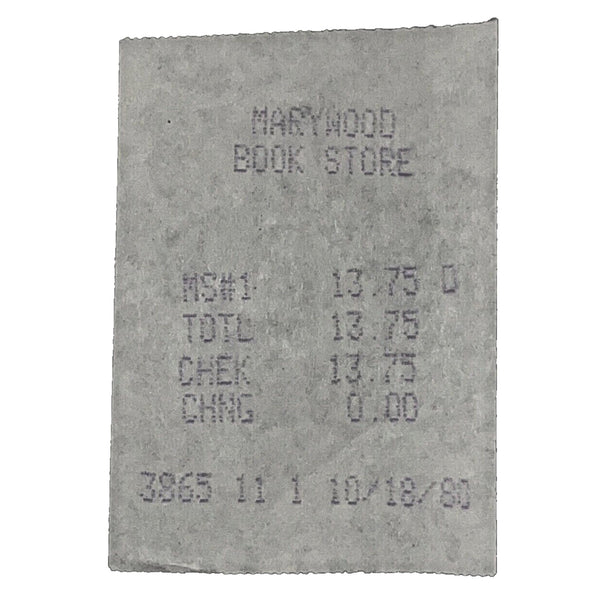 MARYWOOD
BOOK STORE
MS#1 13.75 D
TOTL 13.75
CHEK 13.75
CHNG 0.00
3865 11 1 10/18/80